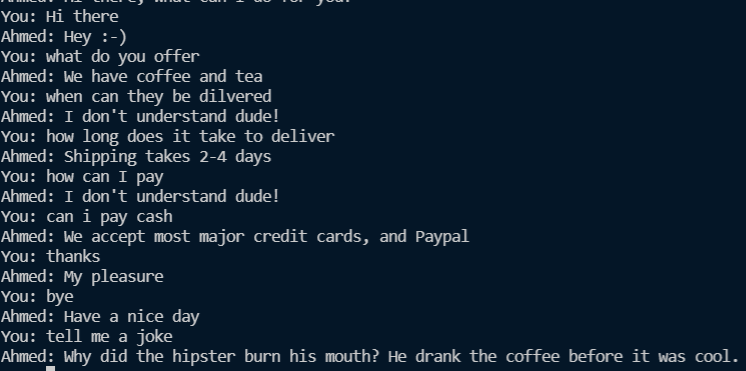 Ahmed: Hi there, what can I do for you?
You: Hi there
Ahmed: Hey :-)
You: what do you offer
Ahmed: We have coffee and tea
You: when can they be dilvered
Ahmed: I don't understand dude!
You: how long does it take to deliver
Ahmed: Shipping takes 2-4 days
You: how can I pay
Ahmed: I don't understand dude!
You: can i pay cash
Ahmed: We accept most major credit cards, and Paypal
You: thanks
Ahmed: My pleasure
You: bye
Ahmed: Have a nice day
You: tell me a joke
Ahmed: Why did the hipster burn his mouth? He drank the coffee before it was cool.